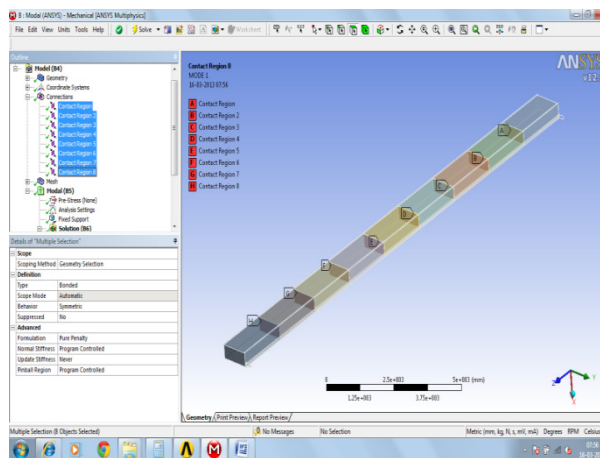 B : Modal (ANSYS) - Mechanical [ANSYS Multiphysics]
File Edit View Units Tools Help Solve Worksheet
Outline
Model (B4)
Geometry
Coordinate Systems
Connections
Contact Region
Contact Region 2
Contact Region 3
Contact Region 4
Contact Region 5
Contact Region 6
Contact Region 7
Contact Region 8
Mesh
Modal (B5)
Pre-Stress (None)
Analysis Settings
Fixed Support
Solution (B6)
Details of "Multiple Selection"
Scope
Scoping Method Geometry Selection
Definition
Type Bonded
Scope Mode Automatic
Behavior Symmetric
Suppressed No
Advanced
Formulation Pure Penalty
Normal Stiffness Program Controlled
Update Stiffness Never
Pinball Region Program Controlled
Contact Region 8
MODE 1
16-03-2013 07:56
A Contact Region
B Contact Region 2
C Contact Region 3
D Contact Region 4
E Contact Region 5
F Contact Region 6
G Contact Region 7
H Contact Region 8
ANSYS
v12
A
B
C
D
E
F
G
H
0 2.5e+003 5e+003 (mm)
1.25e+003 3.75e+003
Y
X
Geometry Print Preview Report Preview
Multiple Selection (8 Objects Selected) No Messages No Selection Metric (mm, kg, N, s, mV, mA) Degrees RPM Celsius
07:56
16-03-20